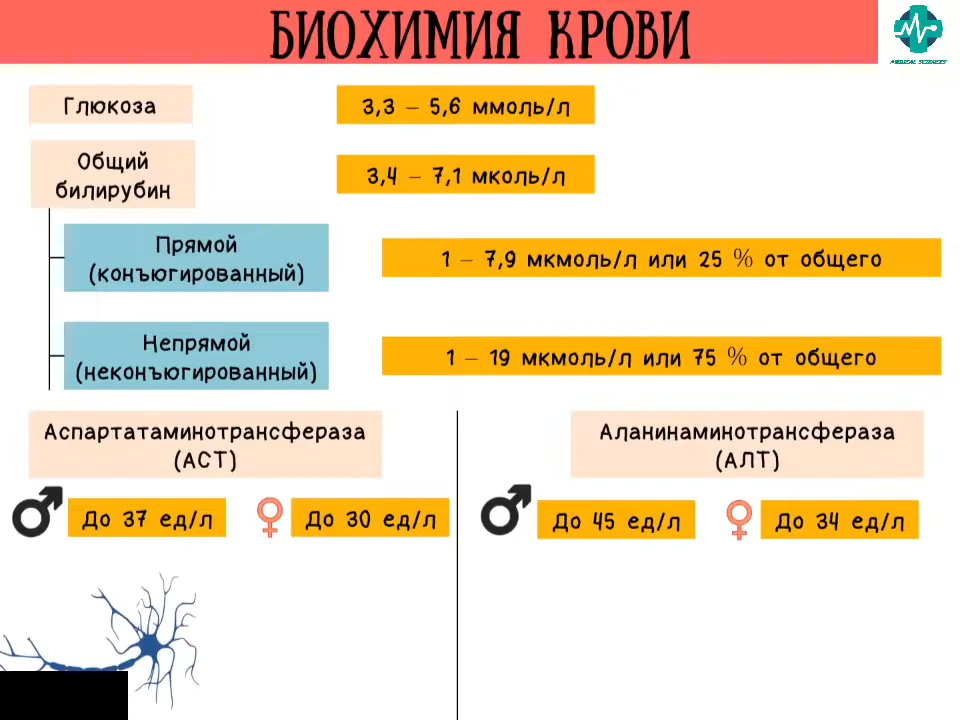 БИОХИМИЯ КРОВИ
MEDICAL SCIENCES
Глюкоза
3,3 – 5,6 ммоль/л
Общий
билирубин
3,4 – 7,1 мколь/л
Прямой
(конъюгированный)
1 – 7,9 мкмоль/л или 25 % от общего
Непрямой
(неконъюгированный)
1 – 19 мкмоль/л или 75 % от общего
Аспартатаминотрансфераза
(АСТ)
До 37 ед/л
До 30 ед/л
Аланинаминотрансфераза
(АЛТ)
До 45 ед/л
До 34 ед/л